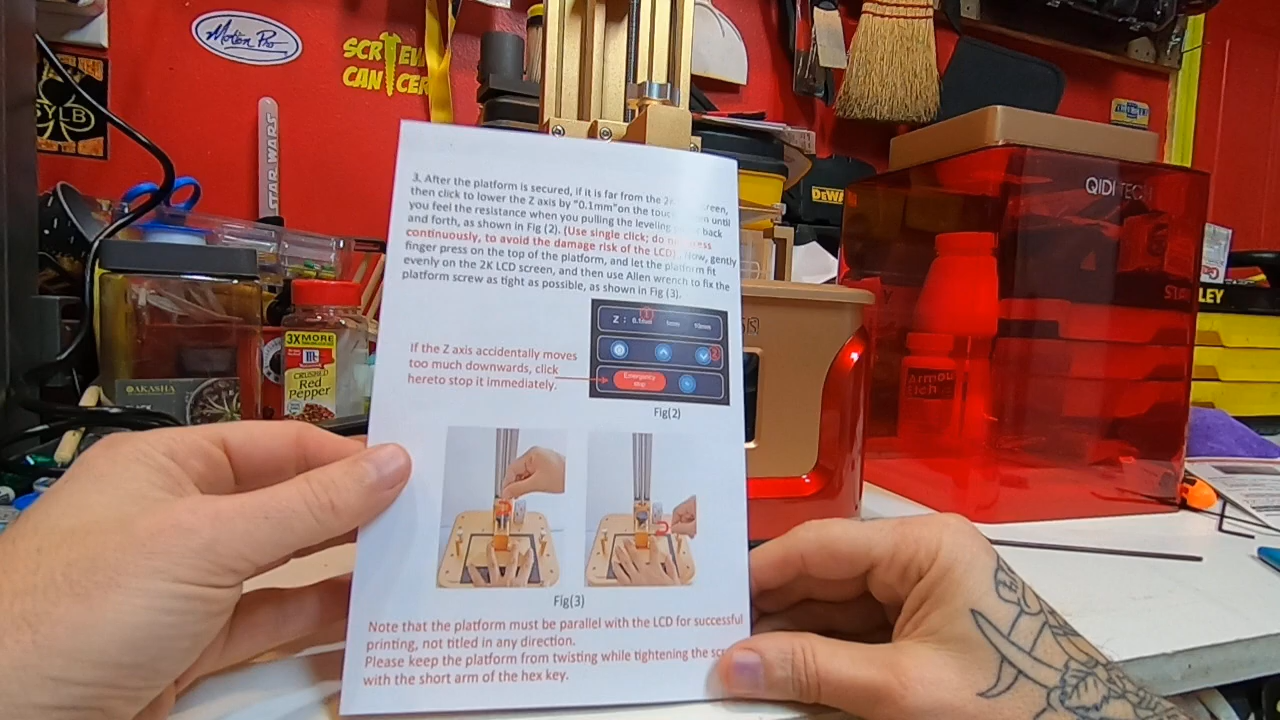 Motion Pro
SCREW
CANCER
STAR WARS
3. After the platform is secured, if it is far from the 2K screen,
then click to lower the Z axis by "0.1mm"on the touch until
you feel the resistance when you pulling the leveling back
and forth, as shown in Fig (2). (Use single click; do not press
continuously, to avoid the damage risk of the LCD). Now, gently
finger press on the top of the platform, and let the platform fit
evenly on the 2K LCD screen, and then use Allen wrench to fix the
platform screw as tight as possible, as shown in Fig (3).
If the Z axis accidentally moves
too much downwards, click
hereto stop it immediately.
Z :
1
1mm
10mm
2
Emergency
stop
Fig(2)
Fig(3)
Note that the platform must be parallel with the LCD for successful
printing, not titled in any direction.
Please keep the platform from twisting while tightening the
with the short arm of the hex key.
3X MORE
CRUSHED
Red
Pepper
AKASHA
QIDI TECH